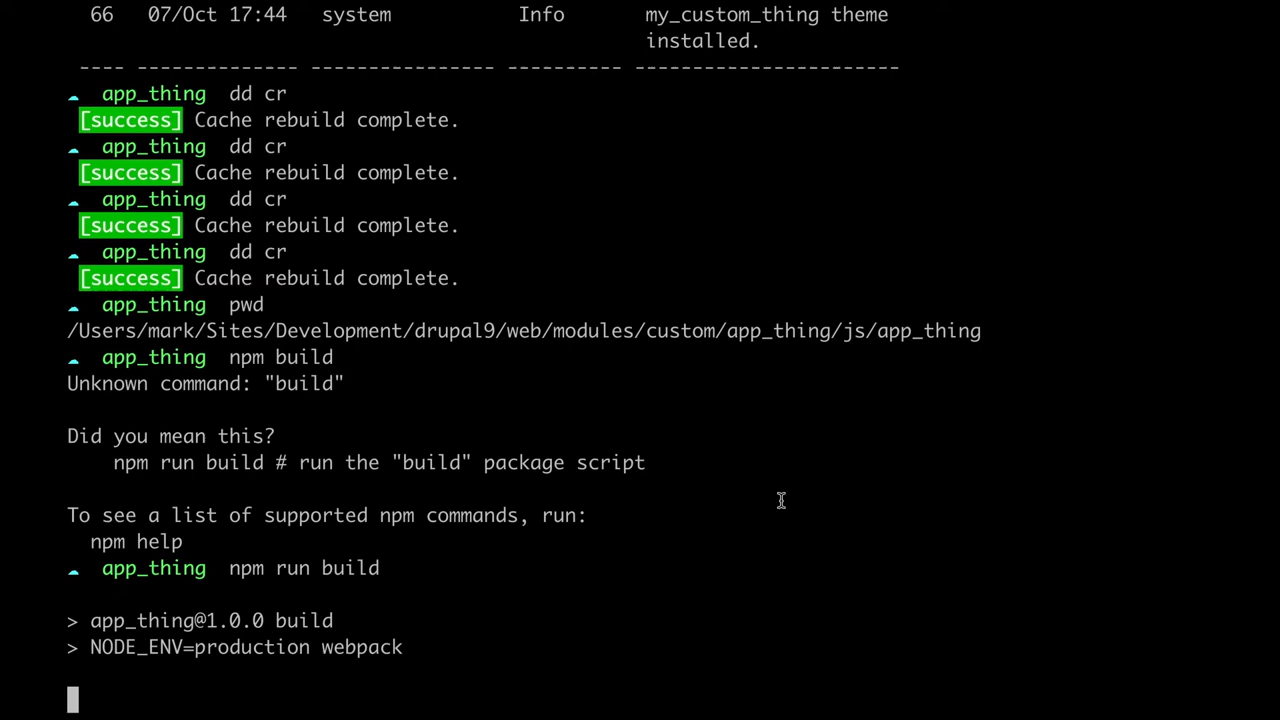 66 07/Oct 17:44 system Info my_custom_thing theme
installed.
---- -------------- ---------------- ---------- -----------------------
app_thing dd cr
[success] Cache rebuild complete.
app_thing dd cr
[success] Cache rebuild complete.
app_thing dd cr
[success] Cache rebuild complete.
app_thing dd cr
[success] Cache rebuild complete.
app_thing pwd
/Users/mark/Sites/Development/drupal9/web/modules/custom/app_thing/js/app_thing
app_thing npm build
Unknown command: "build"
Did you mean this?
npm run build # run the "build" package script
To see a list of supported npm commands, run:
npm help
app_thing npm run build
> app_thing@1.0.0 build
> NODE_ENV=production webpack